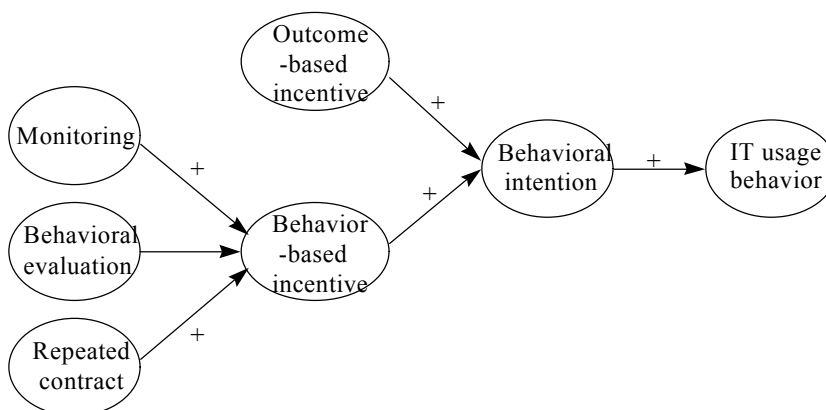 Outcome
-based
incentive
+
Monitoring
+
Behavioral
intention
+
IT usage
behavior
+
Behavioral
evaluation
Behavior
-based
incentive
+
Repeated
contract